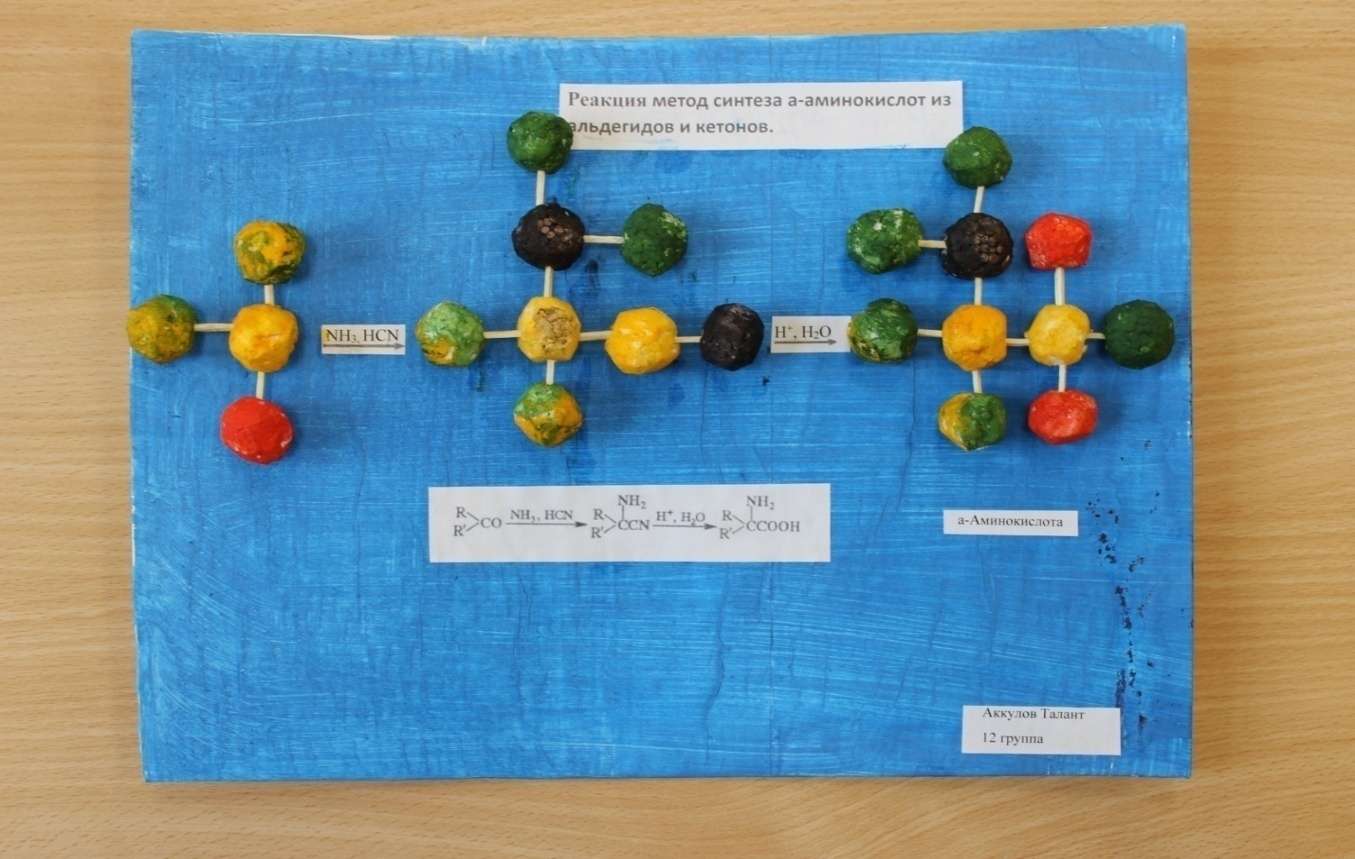 Реакция метод синтеза а-аминокислот из
альдегидов и кетонов.
NH₃, HCN
H⁺, H₂O
NH₂ NH₂
R R'>CO NH₃, HCN R R'>CCN H⁺, H₂O R R'>CCOOH
а-Аминокислота
Аккулов Талант
12 группа